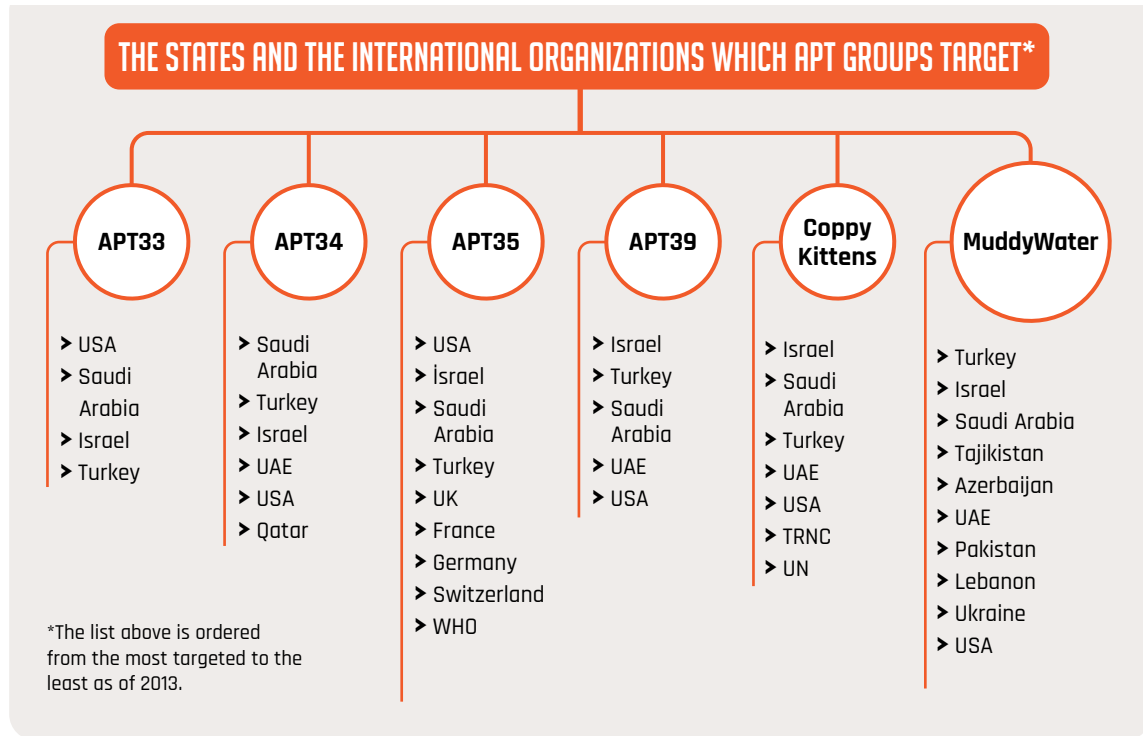 THE STATES AND THE INTERNATIONAL ORGANIZATIONS WHICH APT GROUPS TARGET*
APT33
> USA
> Saudi
Arabia
> Israel
> Turkey
APT34
> Saudi
Arabia
> Turkey
> Israel
> UAE
> USA
> Qatar
APT35
> USA
> İsrael
> Saudi
Arabia
> Turkey
> UK
> France
> Germany
> Switzerland
> WHO
APT39
> Israel
> Turkey
> Saudi
Arabia
> UAE
> USA
Coppy
Kittens
> Israel
> Saudi
Arabia
> Turkey
> UAE
> USA
> TRNC
> UN
MuddyWater
> Turkey
> Israel
> Saudi Arabia
> Tajikistan
> Azerbaijan
> UAE
> Pakistan
> Lebanon
> Ukraine
> USA
*The list above is ordered
from the most targeted to the
least as of 2013.